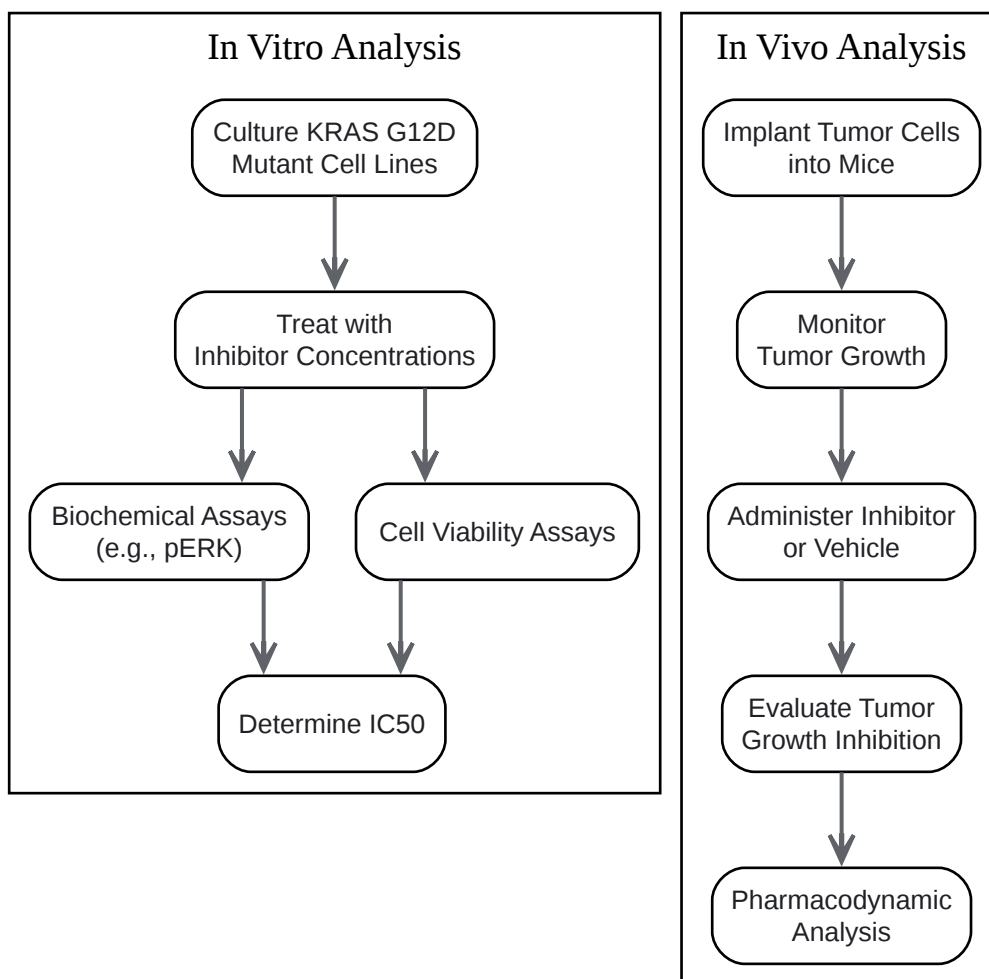 In Vitro Analysis
Culture KRAS G12D
Mutant Cell Lines
Treat with
Inhibitor Concentrations
Biochemical Assays
(e.g., pERK)
Cell Viability Assays
Determine IC50
In Vivo Analysis
Implant Tumor Cells
into Mice
Monitor
Tumor Growth
Administer Inhibitor
or Vehicle
Evaluate Tumor
Growth Inhibition
Pharmacodynamic
Analysis